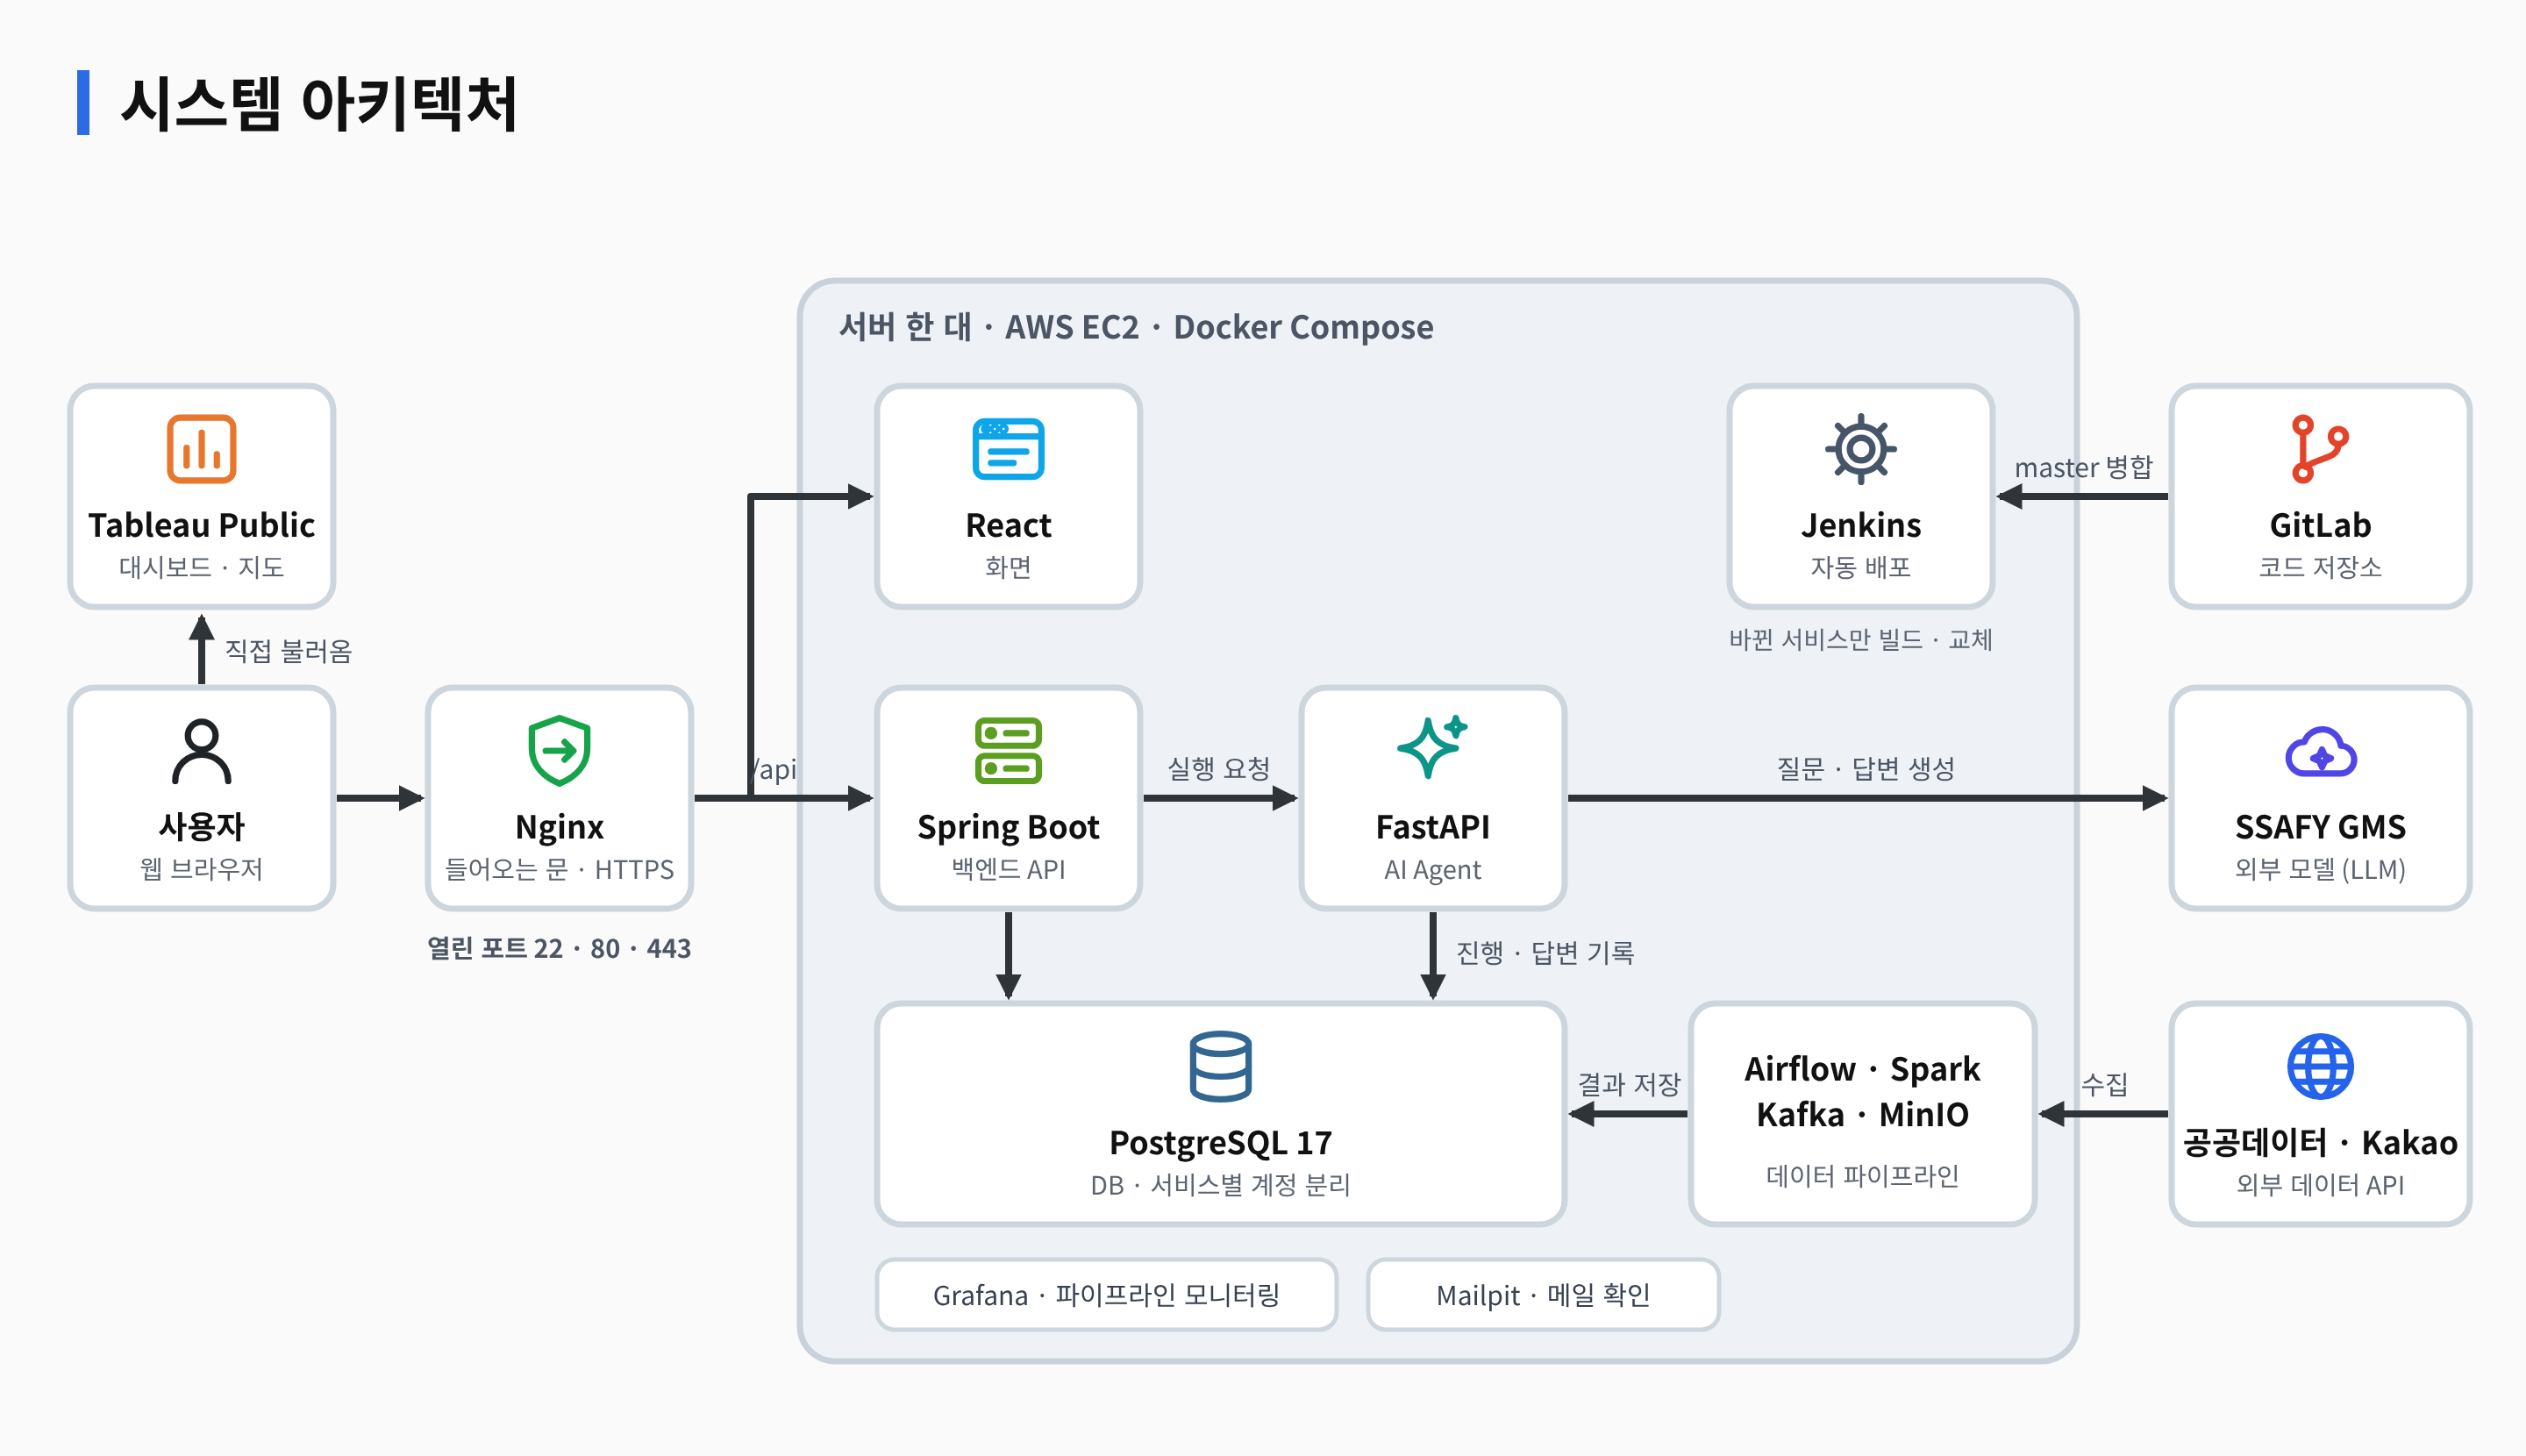 시스템 아키텍처
서버 한 대 · AWS EC2 · Docker Compose
Tableau Public
대시보드 · 지도
React
화면
Jenkins
자동 배포
바뀐 서비스만 빌드 · 교체
master 병합
GitLab
코드 저장소
직접 불러옴
사용자
웹 브라우저
Nginx
들어오는 문 · HTTPS
열린 포트 22 · 80 · 443
/api
Spring Boot
백엔드 API
실행 요청
FastAPI
AI Agent
질문 · 답변 생성
SSAFY GMS
외부 모델 (LLM)
진행 · 답변 기록
PostgreSQL 17
DB · 서비스별 계정 분리
결과 저장
Airflow · Spark
Kafka · MinIO
데이터 파이프라인
수집
공공데이터 · Kakao
외부 데이터 API
Grafana · 파이프라인 모니터링
Mailpit · 메일 확인